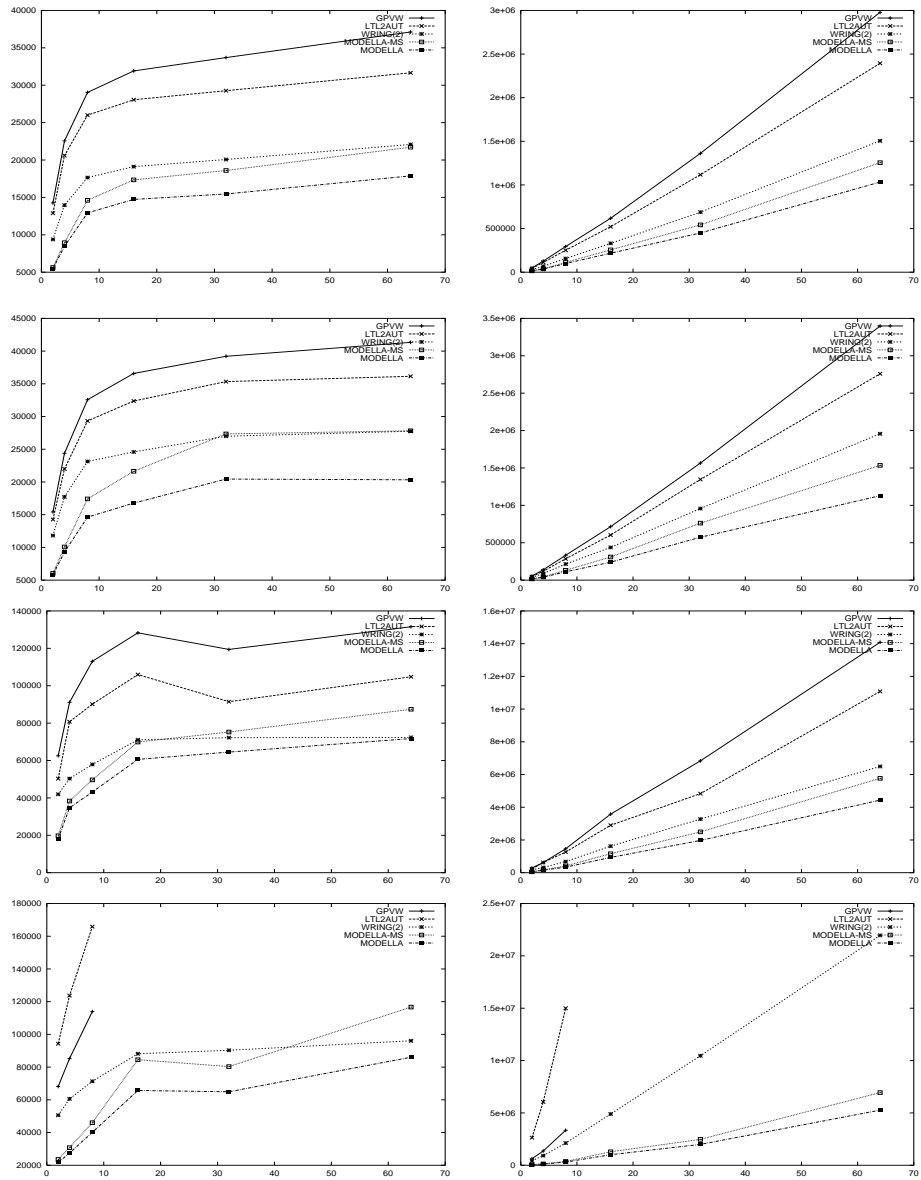 40000
35000
30000
25000
20000
15000
10000
5000
0 10 20 30 40 50 60 70
GPVW
LTL2AUT
WRING(2)
MODELLA-MS
MODELLA
3e+06
2.5e+06
2e+06
1.5e+06
1e+06
500000
0
0 10 20 30 40 50 60 70
GPVW
LTL2AUT
WRING(2)
MODELLA-MS
MODELLA
45000
40000
35000
30000
25000
20000
15000
10000
5000
0 10 20 30 40 50 60 70
GPVW
LTL2AUT
WRING(2)
MODELLA-MS
MODELLA
3.5e+06
3e+06
2.5e+06
2e+06
1.5e+06
1e+06
500000
0
0 10 20 30 40 50 60 70
GPVW
LTL2AUT
WRING(2)
MODELLA-MS
MODELLA
140000
120000
100000
80000
60000
40000
20000
0
0 10 20 30 40 50 60 70
GPVW
LTL2AUT
WRING(2)
MODELLA-MS
MODELLA
1.6e+07
1.4e+07
1.2e+07
1e+07
8e+06
6e+06
4e+06
2e+06
0
0 10 20 30 40 50 60 70
GPVW
LTL2AUT
WRING(2)
MODELLA-MS
MODELLA
180000
160000
140000
120000
100000
80000
60000
40000
20000
0 10 20 30 40 50 60 70
GPVW
LTL2AUT
WRING(2)
MODELLA-MS
MODELLA
2.5e+07
2e+07
1.5e+07
1e+07
5e+06
0
0 10 20 30 40 50 60 70
GPVW
LTL2AUT
WRING(2)
MODELLA-MS
MODELLA